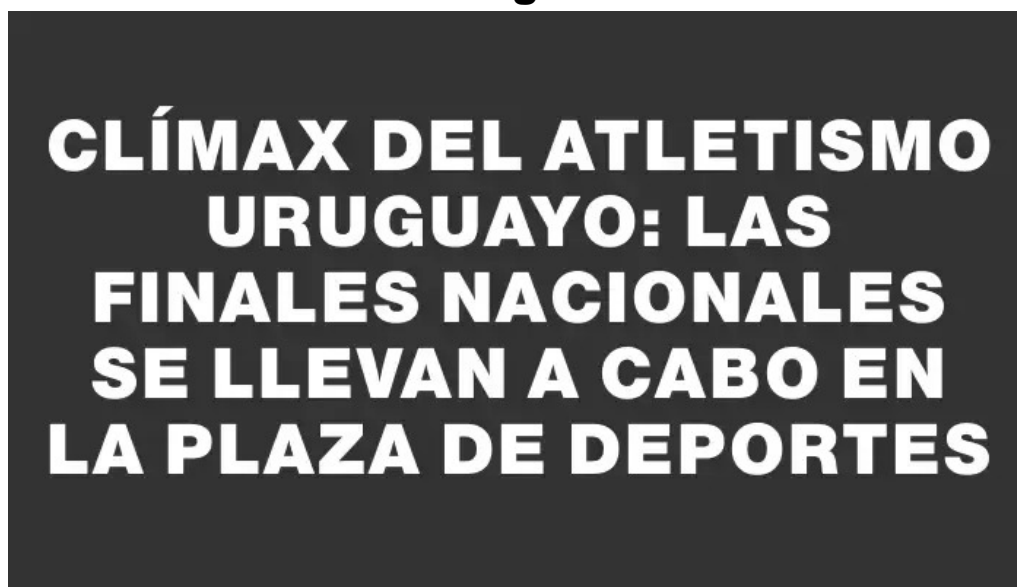 CLÍMAX DEL ATLETISMO
URUGUAYO: LAS
FINALES NACIONALES
SE LLEVAN A CABO EN
LA PLAZA DE DEPORTES